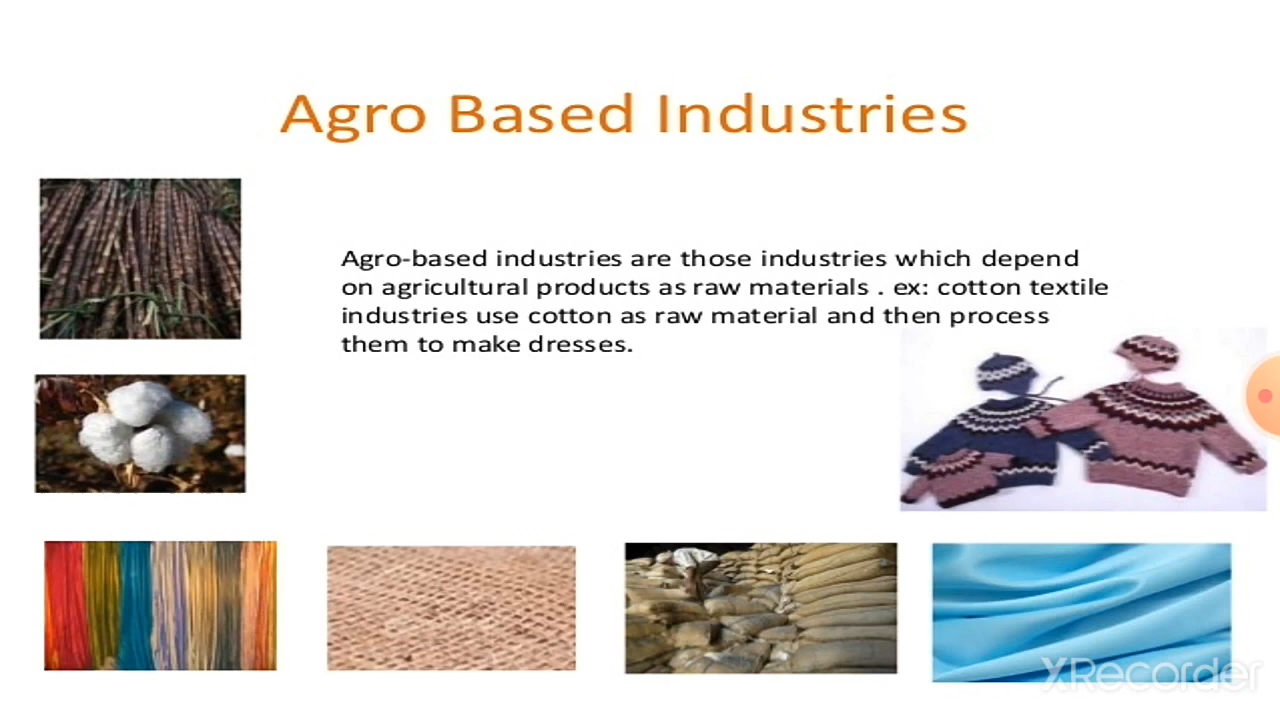 Agro Based Industries
Agro-based industries are those industries which depend
on agricultural products as raw materials . ex: cotton textile
industries use cotton as raw material and then process
them to make dresses.
XRecorder